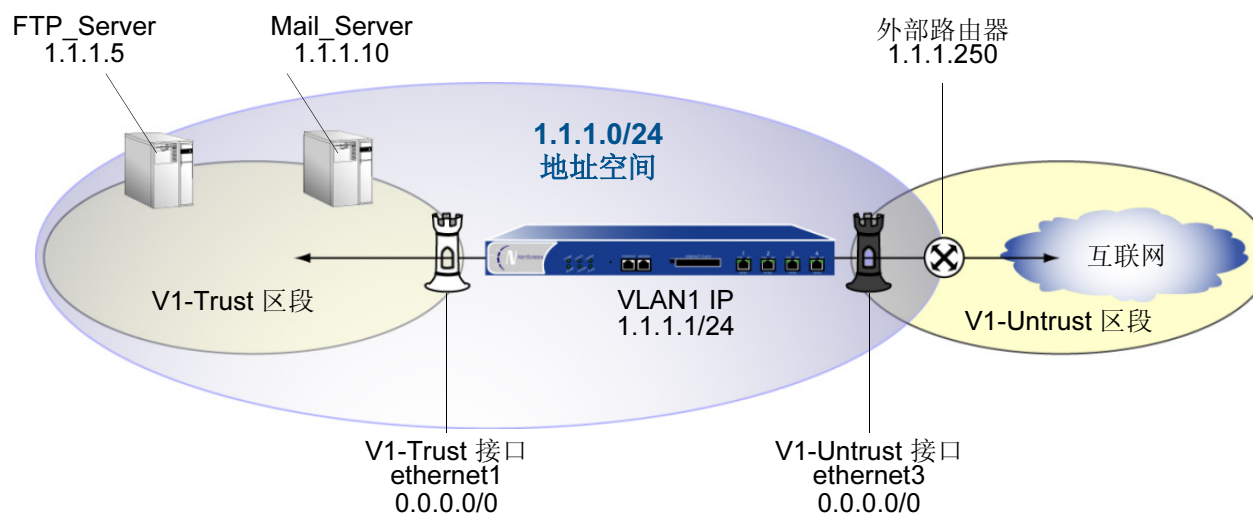 FTP_Server
1.1.1.5
Mail_Server
1.1.1.10
外部路由器
1.1.1.250
1.1.1.0/24
地址空间
V1-Trust 区段
VLAN1 IP
1.1.1.1/24
互联网
V1-Untrust 区段
V1-Trust 接口
ethernet1
0.0.0.0/0
V1-Untrust 接口
ethernet3
0.0.0.0/0